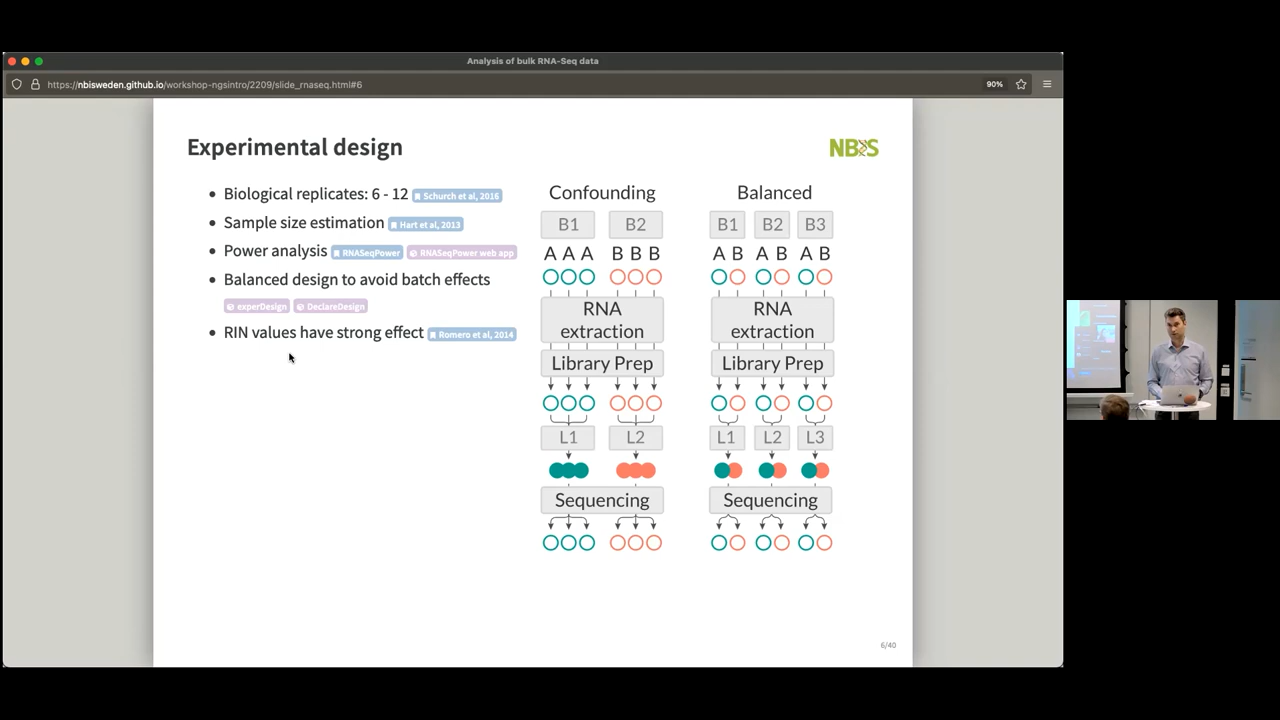 Analysis of bulk RNA-Seq data
https://nbisweden.github.io/workshop-ngsintro/2209/slide_rnaseq.html#6
90%
Experimental design
NBIS
Biological replicates: 6 - 12 Schurch et al, 2016
Sample size estimation Hart et al, 2013
Power analysis RNASeqPower RNASeqPower web app
Balanced design to avoid batch effects
experDesign DeclareDesign
RIN values have strong effect Romero et al, 2014
Confounding
B1 B2
A A A B B B
RNA
extraction
Library Prep
L1 L2
Sequencing
Balanced
B1 B2 B3
A B A B A B
RNA
extraction
Library Prep
L1 L2 L3
Sequencing
6/40